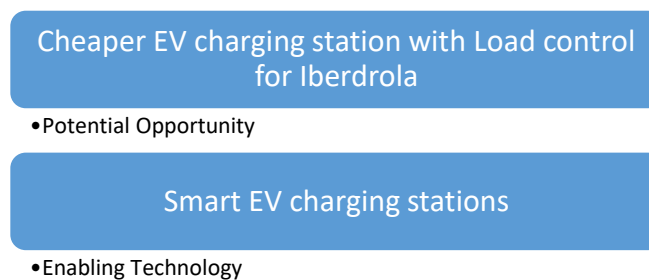 Cheaper EV charging station with Load control
for Iberdrola
•Potential Opportunity
Smart EV charging stations
•Enabling Technology